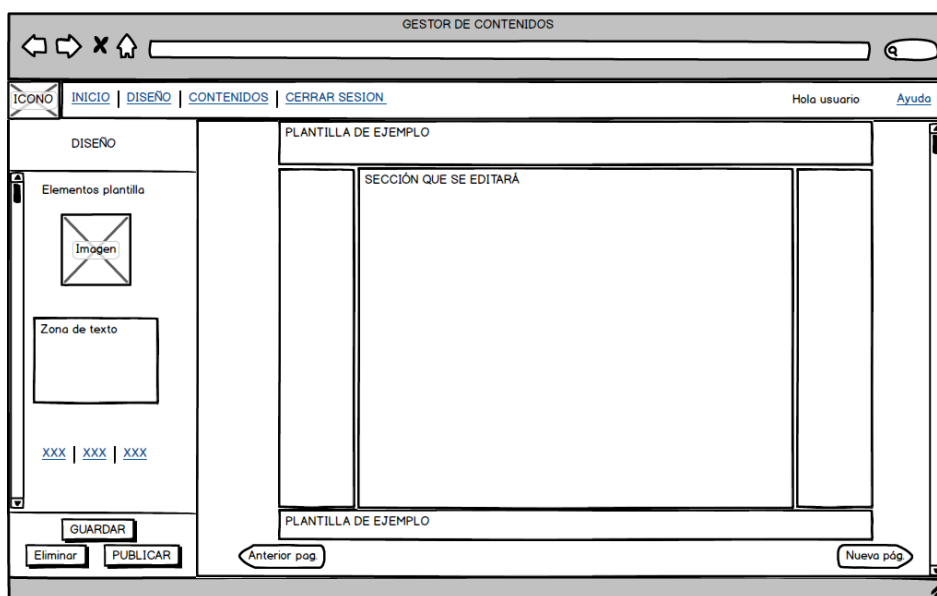 GESTOR DE CONTENIDOS
ICONO INICIO | DISEÑO | CONTENIDOS | CERRAR SESION Hola usuario Ayuda
DISEÑO
Elementos plantilla
Imagen
Zona de texto
XXX | XXX | XXX
GUARDAR
Eliminar PUBLICAR
PLANTILLA DE EJEMPLO
SECCIÓN QUE SE EDITARÁ
PLANTILLA DE EJEMPLO
Anterior pag. Nueva pág.